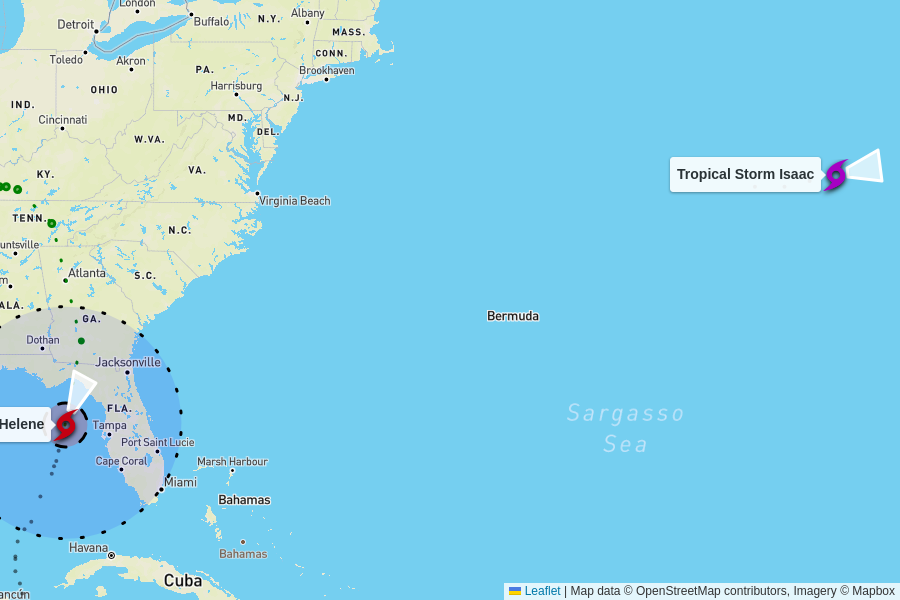 London
Albany
N.Y.
Buffalo
Detroit
MASS.
CONN.
Toledo
Akron
PA.
Brookhaven
OHIO
Harrisburg
N.J.
IND.
MD.
Cincinnati
DEL.
W.VA.
KY.
VA.
Tropical Storm Isaac
Virginia Beach
TENN.
N.C.
untsville
Atlanta
S.C.
m
ALA.
GA.
Bermuda
Dothan
Jacksonville
FLA.
Sargasso
Sea
Helene
Tampa
Port Saint Lucie
Cape Coral
Marsh Harbour
Miami
Bahamas
Havana
Bahamas
Cuba
ancún
Leaflet | Map data © OpenStreetMap contributors, Imagery © Mapbox